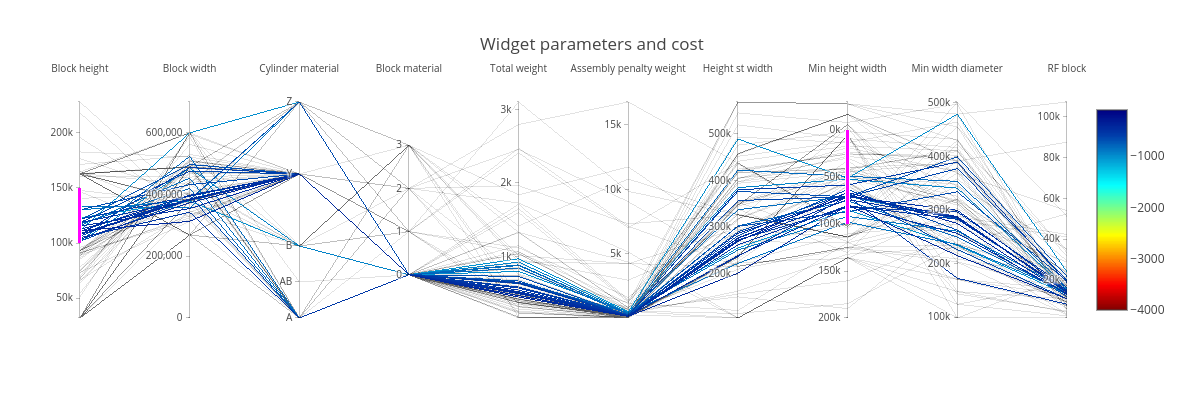 Widget parameters and cost
Block height Block width Cylinder material Block material Total weight Assembly penalty weight Height st width Min height width Min width diameter RF block
200k
150k
100k
50k
600,000
400,000
200,000
0
Z
Y
B
AB
A
3
2
1
0
3k
2k
1k
15k
10k
5k
500k
400k
300k
200k
0k
50k
100k
150k
200k
500k
400k
300k
200k
100k
100k
80k
60k
40k
20k
−1000
−2000
−3000
−4000